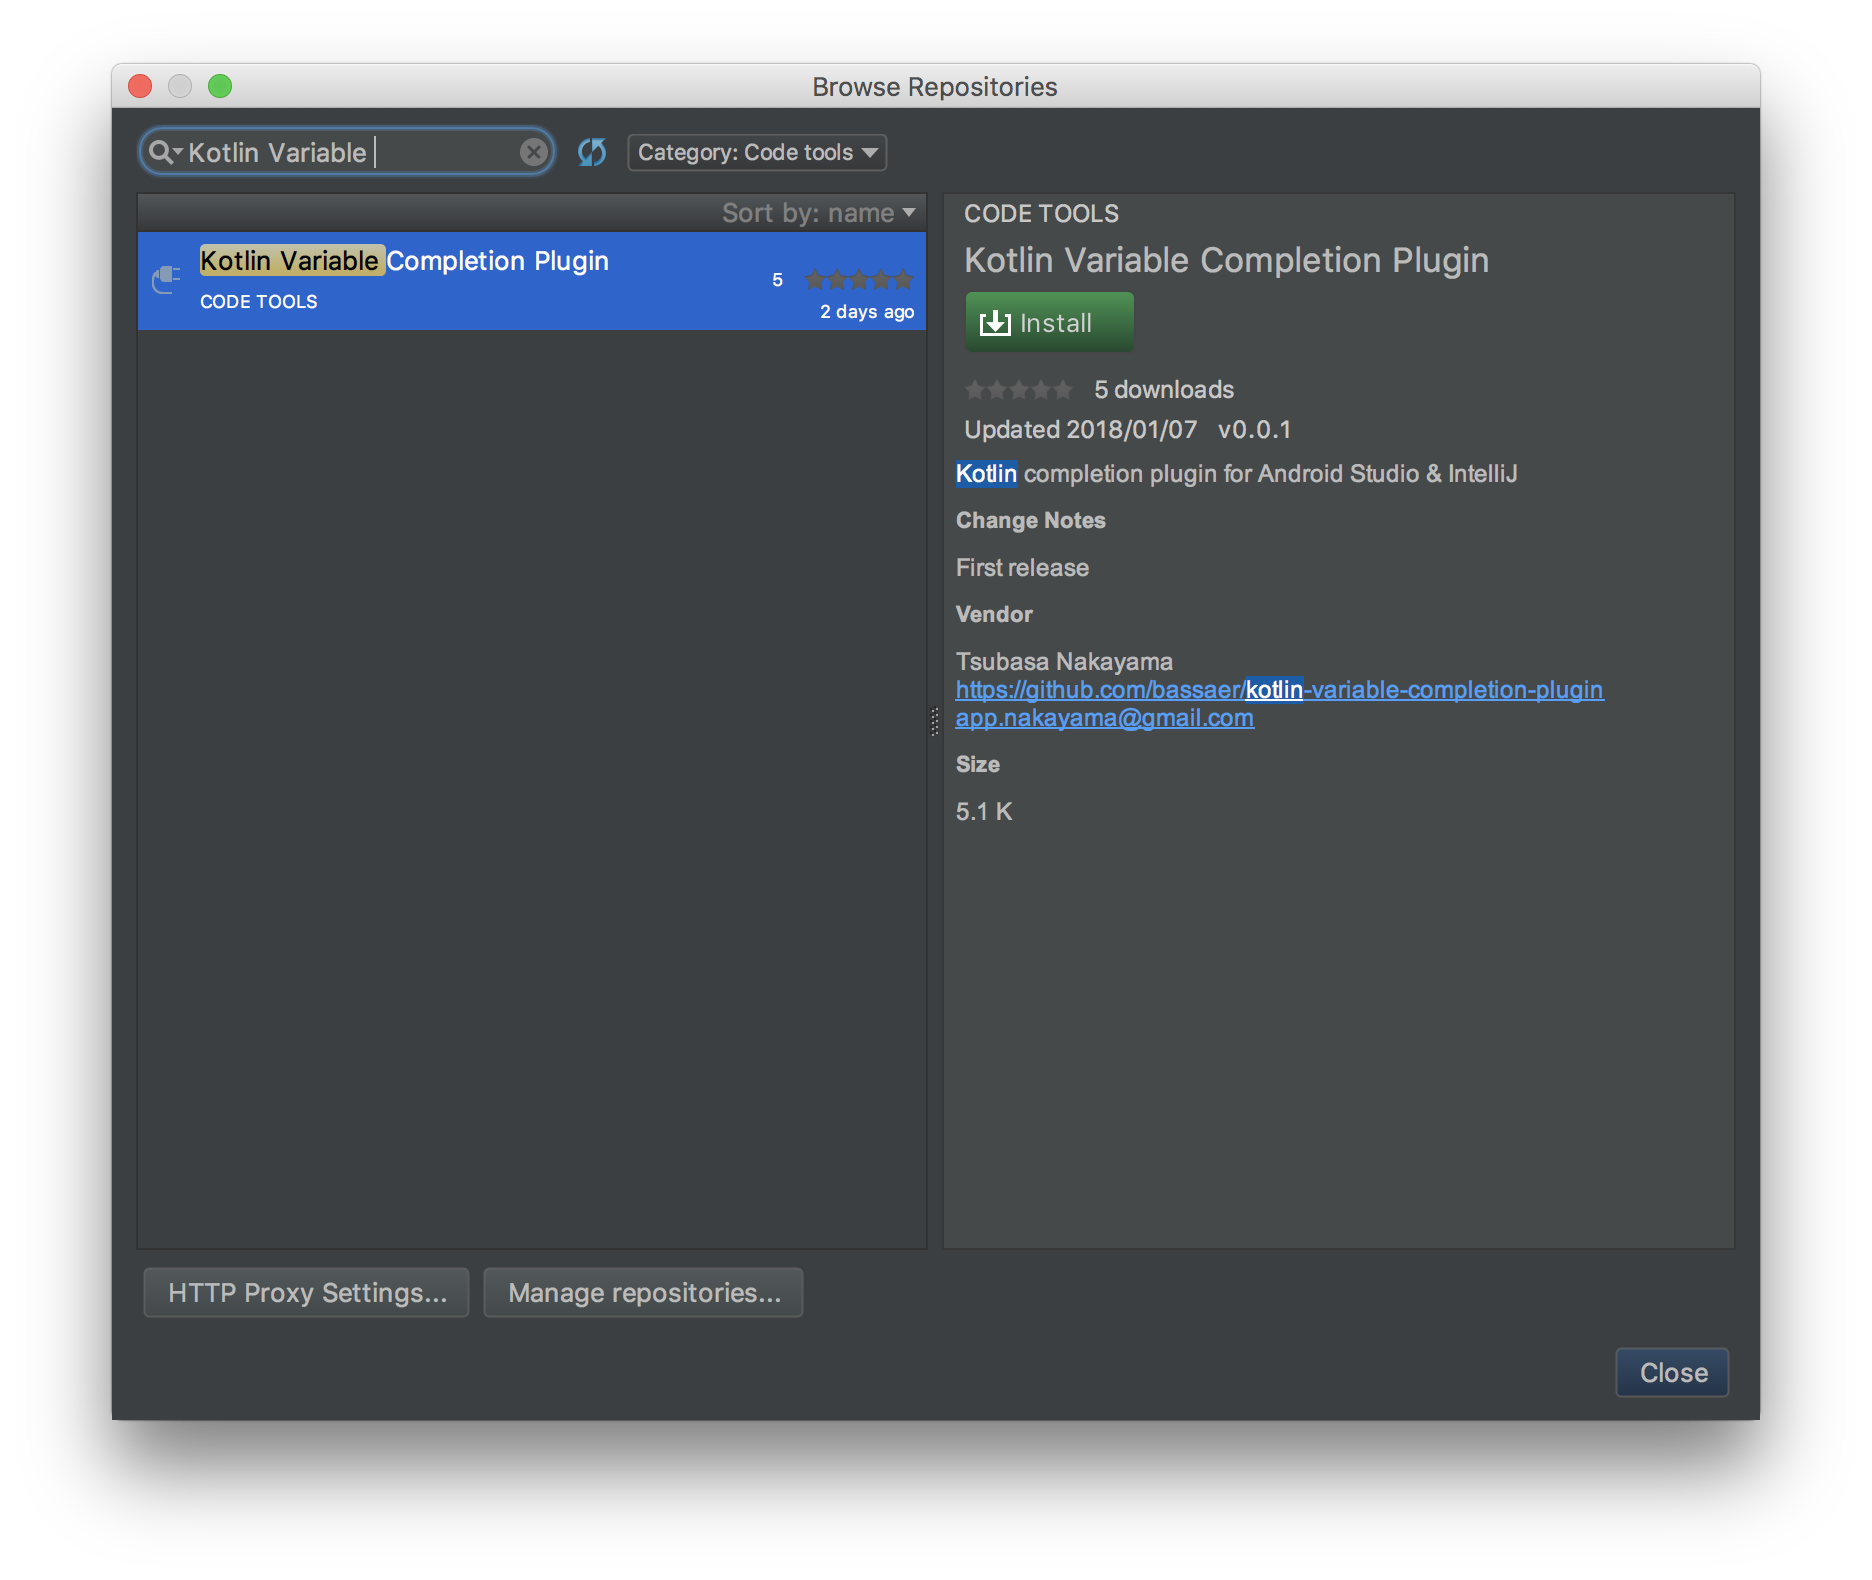 Browse Repositories
Kotlin Variable
Category: Code tools
Sort by: name
Kotlin Variable Completion Plugin
5
CODE TOOLS
2 days ago
CODE TOOLS
Kotlin Variable Completion Plugin
Install
5 downloads
Updated 2018/01/07 v0.0.1
Kotlin completion plugin for Android Studio & IntelliJ
Change Notes
First release
Vendor
Tsubasa Nakayama
https://github.com/bassaer/kotlin-variable-completion-plugin
app.nakayama@gmail.com
Size
5.1 K
HTTP Proxy Settings...
Manage repositories...
Close